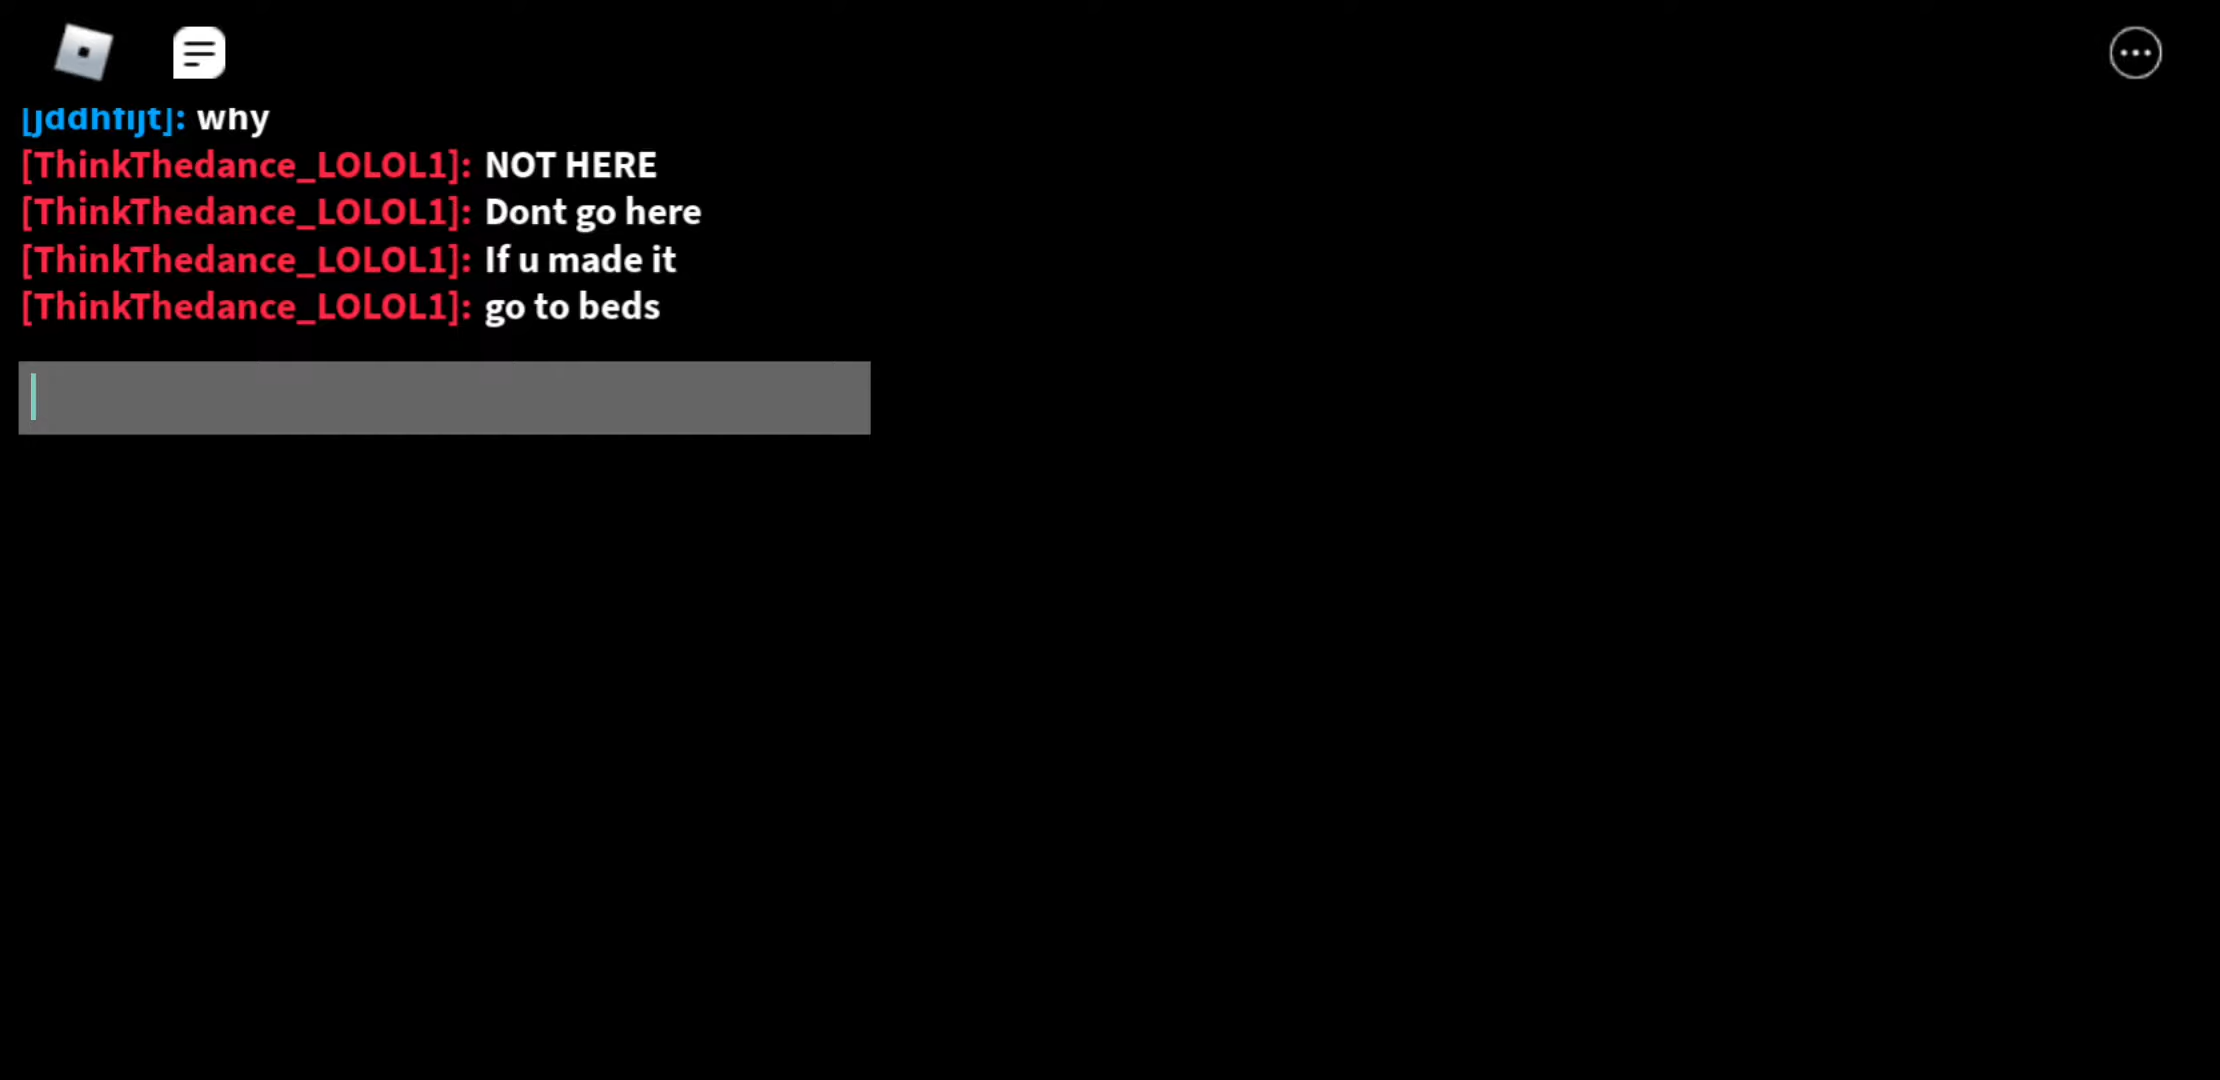 [jddhfijt]: why
[ThinkThedance_LOLOL1]: NOT HERE
[ThinkThedance_LOLOL1]: Dont go here
[ThinkThedance_LOLOL1]: If u made it
[ThinkThedance_LOLOL1]: go to beds